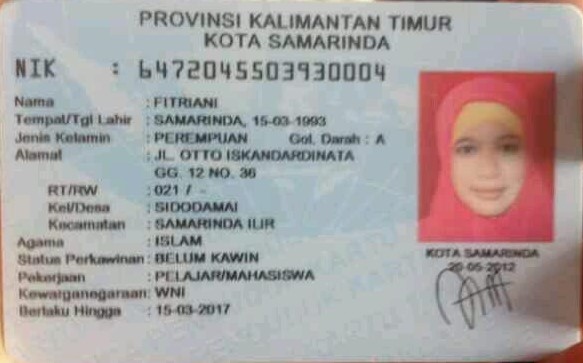 PROVINSI KALIMANTAN TIMUR
KOTA SAMARINDA
NIK : 6472045503930004
Nama : FITRIANI
Tempat/Tgl Lahir : SAMARINDA, 15-03-1993
Jenis Kelamin : PEREMPUAN Gol. Darah : A
Alamat : JL. OTTO ISKANDARDINATA
GG. 12 NO. 36
RT/RW : 021 / -
Kel/Desa : SIDODAMAI
Kecamatan : SAMARINDA ILIR
Agama : ISLAM
Status Perkawinan: BELUM KAWIN
Pekerjaan : PELAJAR/MAHASISWA
Kewarganegaraan: WNI
Berlaku Hingga : 15-03-2017
KOTA SAMARINDA
20-05-2012